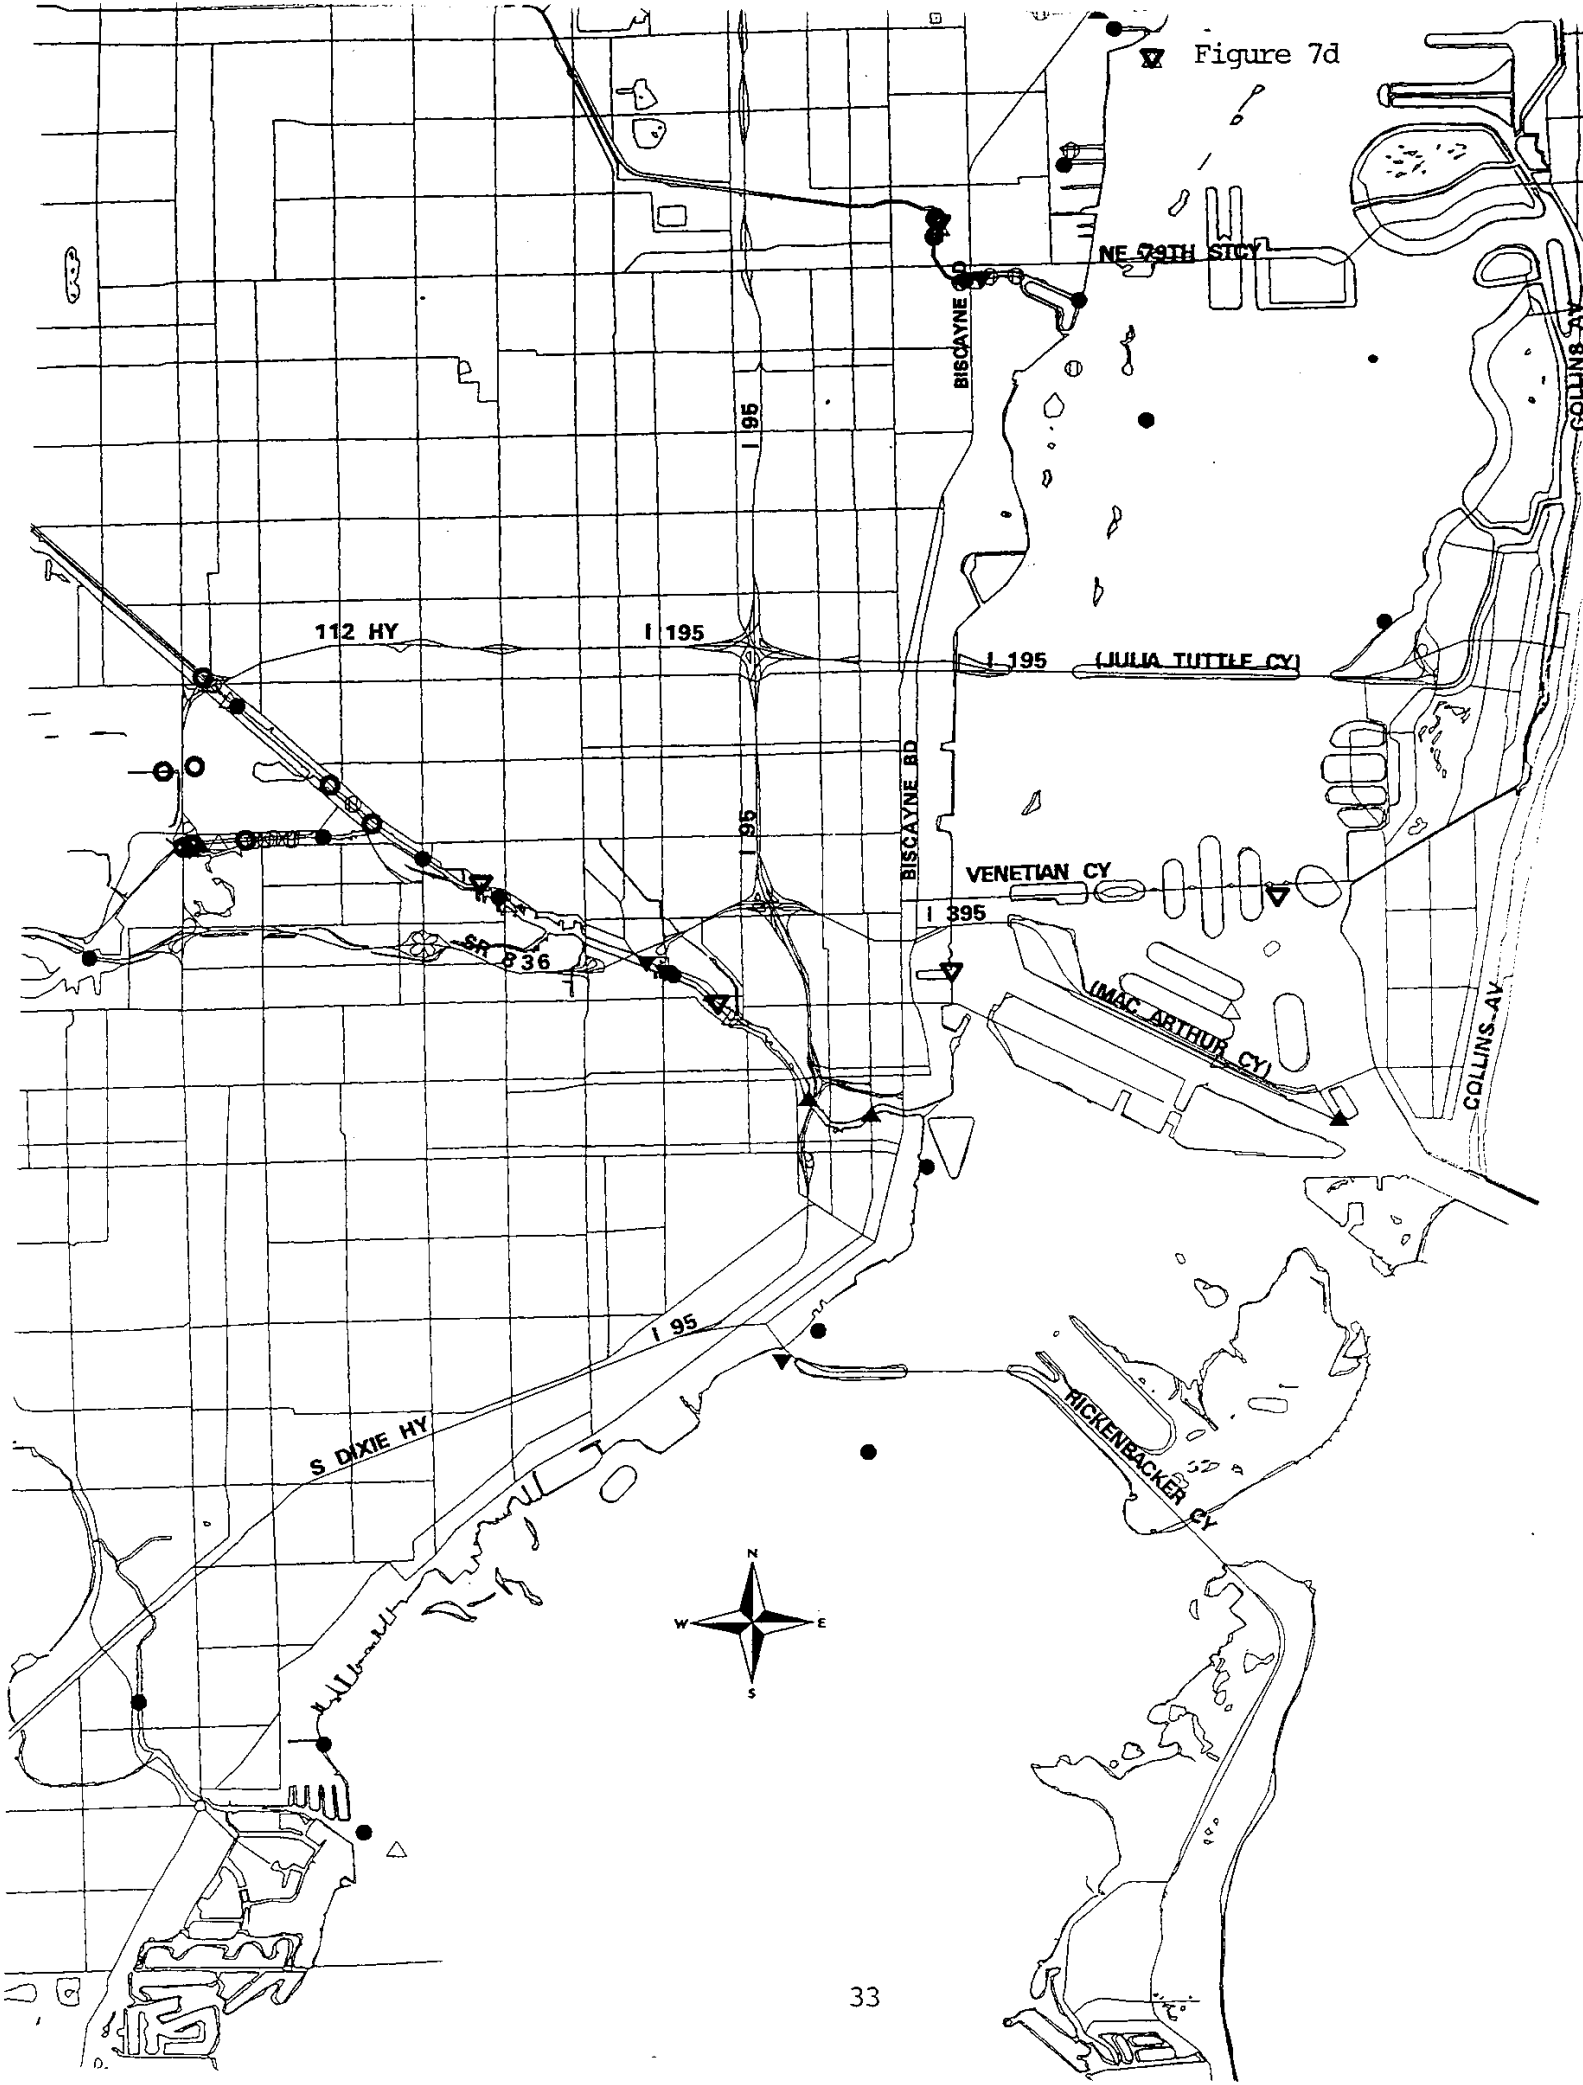 Figure 7d
NE 79TH STCY
BISCAYNE BD
COLLINS AV
I 95
112 HY
I 195
I 195 (JULIA TUTTLE CY)
BISCAYNE BD
I 95
VENETIAN CY
I 395
SR 836
(MAC ARTHUR CY)
COLLINS AV
I 95
S DIXIE HY
RICKENBACKER CY
N
W E
S
33